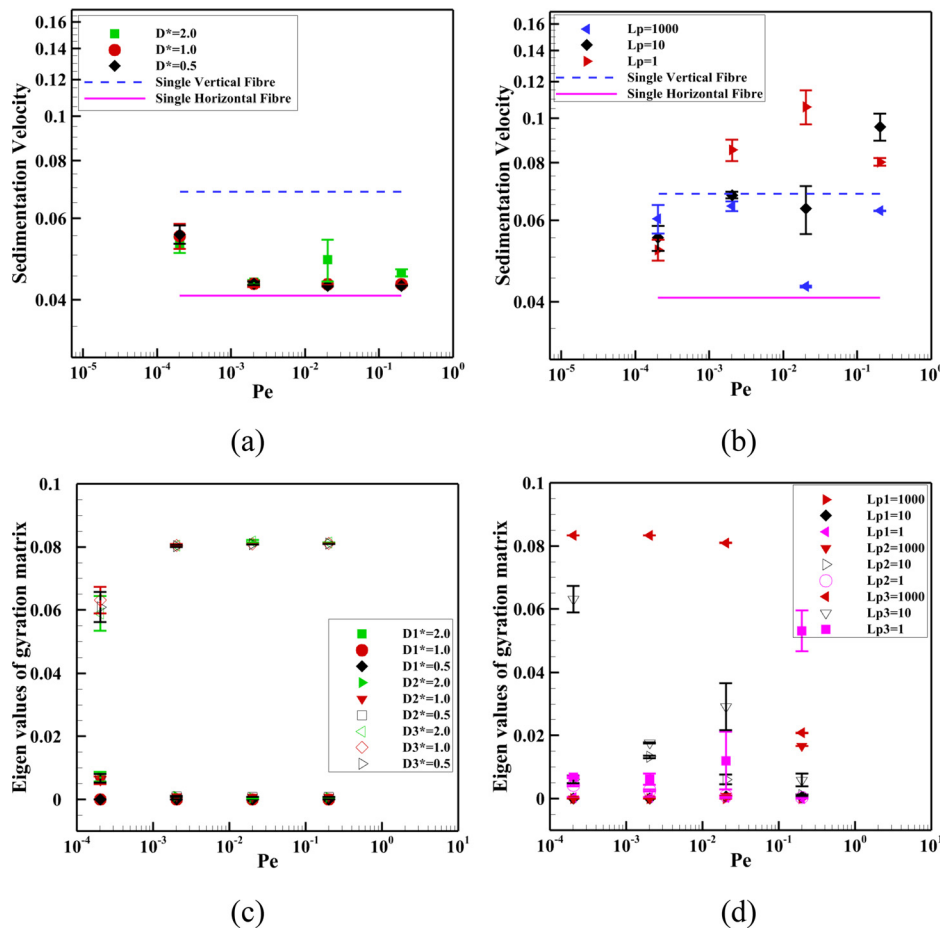 D*=2.0
D*=1.0
D*=0.5
Single Vertical Fibre
Single Horizontal Fibre
0.16
0.14
0.12
0.1
0.08
0.06
0.04
Sedimentation Velocity
10-5
10-4
10-3
10-2
10-1
100
Pe
(a)
Lp=1000
Lp=10
Lp=1
Single Vertical Fibre
Single Horizontal Fibre
0.16
0.14
0.12
0.1
0.08
0.06
0.04
Sedimentation Velocity
10-5
10-4
10-3
10-2
10-1
100
Pe
(b)
0.1
0.08
0.06
0.04
0.02
0
Eigen values of gyration matrix
D1*=2.0
D1*=1.0
D1*=0.5
D2*=2.0
D2*=1.0
D2*=0.5
D3*=2.0
D3*=1.0
D3*=0.5
10-4
10-3
10-2
10-1
100
101
Pe
(c)
0.1
0.08
0.06
0.04
0.02
0
Eigen values of gyration matrix
Lp1=1000
Lp1=10
Lp1=1
Lp2=1000
Lp2=10
Lp2=1
Lp3=1000
Lp3=10
Lp3=1
10-4
10-3
10-2
10-1
100
101
Pe
(d)